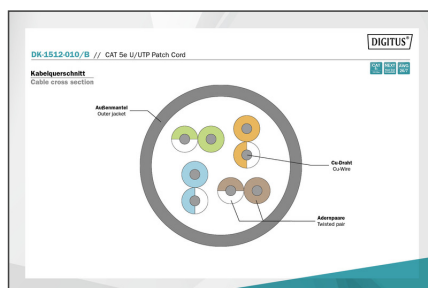 DIGITUS®
DK-1512-010/B // CAT 5e U/UTP Patch Cord
Kabelquerschnitt
Cable cross section
Außenmantel
Outer jacket
Cu-Draht
Cu-Wire
Adernpaare
Twisted pair